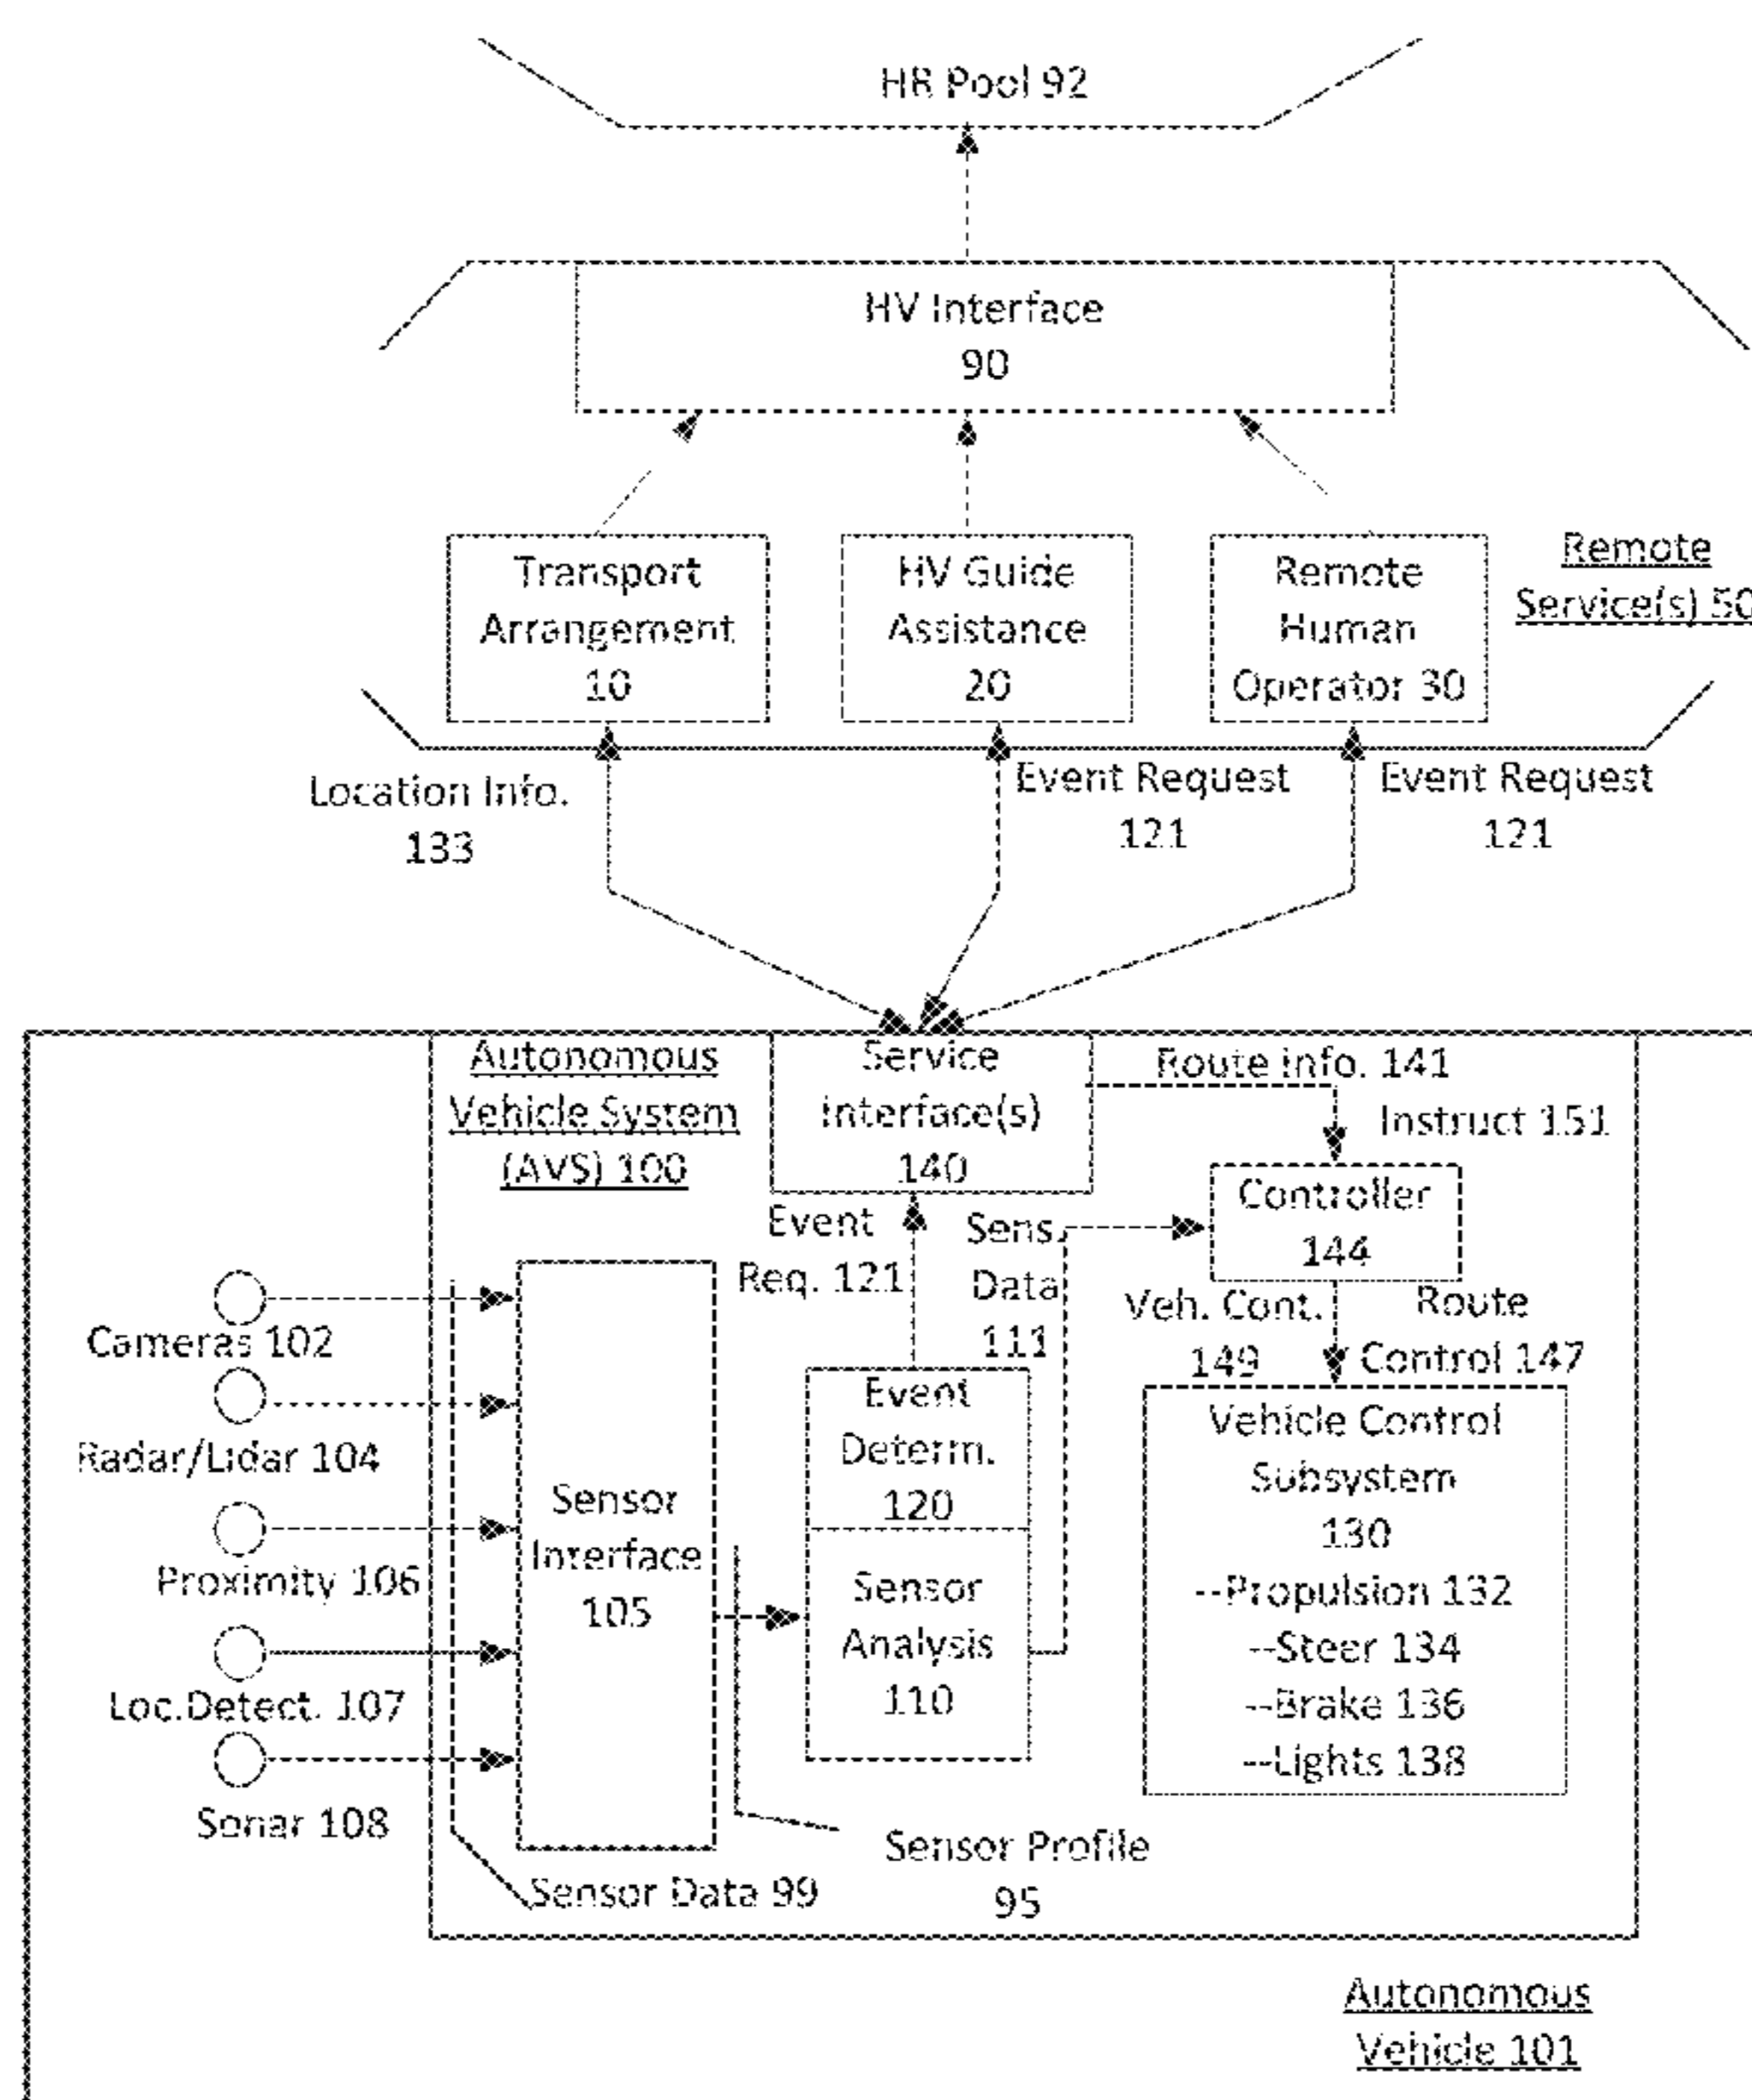 HR Pool 92
HV Interface
90
Transport
Arrangement
10
HV Guide
Assistance
20
Remote
Human
Operator 30
Remote
Service(s) 50
Location Info.
133
Event Request
121
Event Request
121
Autonomous
Vehicle System
(AVS) 100
Service
Interface(s)
140
Route info. 141
Instruct 151
Controller
144
Event
Req. 121
Sens.
Data
111
Veh. Cont.
149
Route
Control 147
Cameras 102
Radar/Lidar 104
Proximity 106
Loc.Detect. 107
Sonar 108
Sensor
Interface
105
Event
Determ.
120
Sensor
Analysis
110
Vehicle Control
Subsystem
130
--Propulsion 132
--Steer 134
--Brake 136
--Lights 138
Sensor Data 99
Sensor Profile
95
Autonomous
Vehicle 101